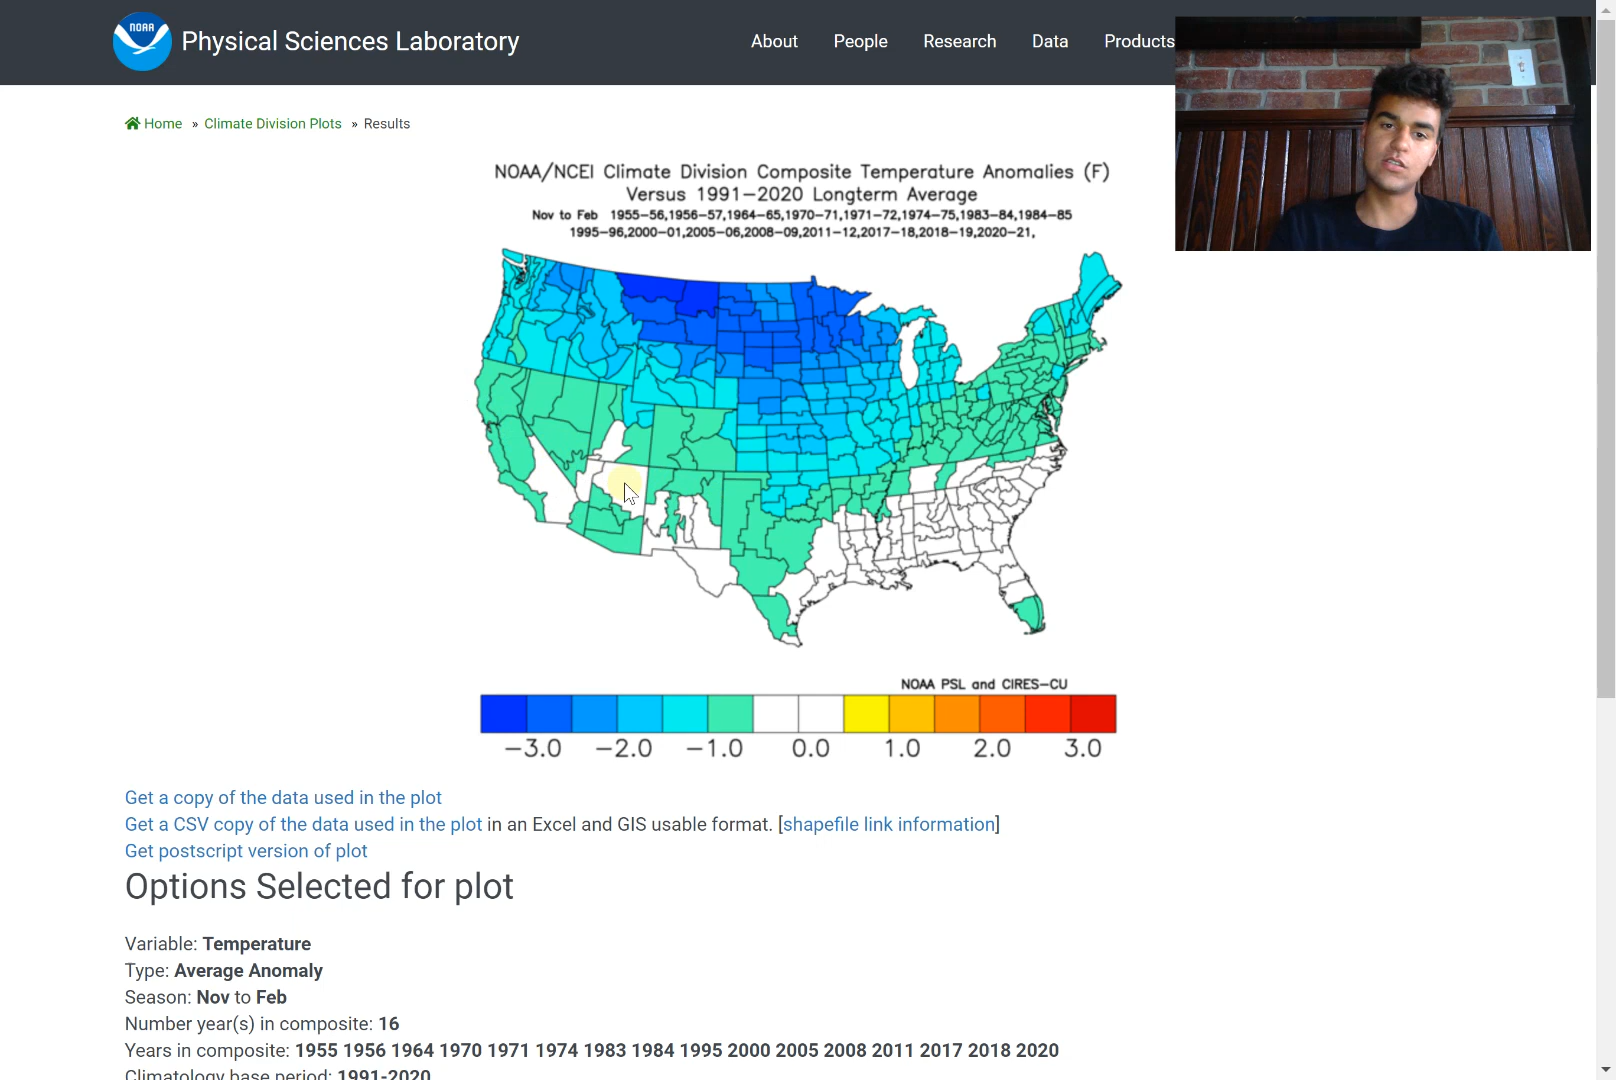 NOAA
Physical Sciences Laboratory
About People Research Data Products
Home » Climate Division Plots » Results
NOAA/NCEI Climate Division Composite Temperature Anomalies (F)
Versus 1991–2020 Longterm Average
Nov to Feb 1955–56,1956–57,1964–65,1970–71,1971–72,1974–75,1983–84,1984–85
1995–96,2000–01,2005–06,2008–09,2011–12,2017–18,2018–19,2020–21,
NOAA PSL and CIRES–CU
−3.0 −2.0 −1.0 0.0 1.0 2.0 3.0
Get a copy of the data used in the plot
Get a CSV copy of the data used in the plot in an Excel and GIS usable format. [shapefile link information]
Get postscript version of plot
Options Selected for plot
Variable: Temperature
Type: Average Anomaly
Season: Nov to Feb
Number year(s) in composite: 16
Years in composite: 1955 1956 1964 1970 1971 1974 1983 1984 1995 2000 2005 2008 2011 2017 2018 2020
Climatology base period: 1991-2020